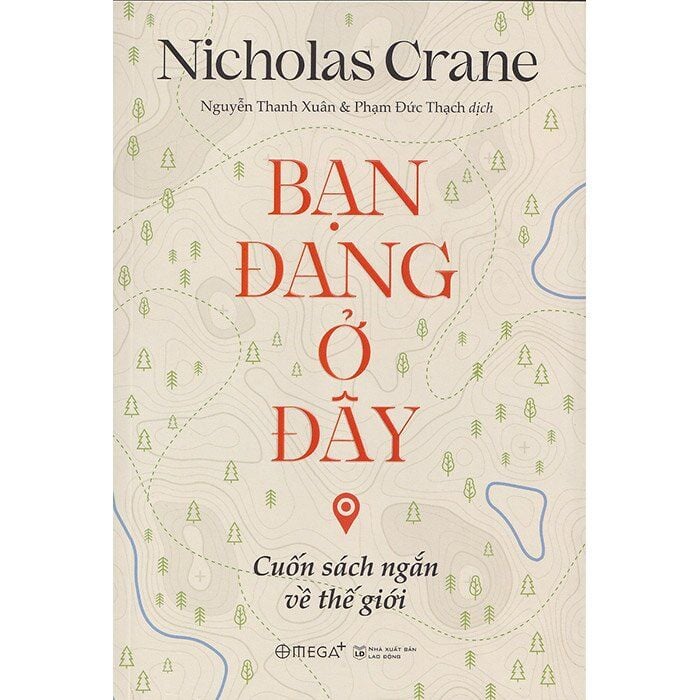 Nicholas Crane
Nguyễn Thanh Xuân & Phạm Đức Thạch dịch
BẠN
ĐANG
Ở
ĐÂY
Cuốn sách ngắn
về thế giới
OMEGA+
LĐ NHÀ XUẤT BẢN
LAO ĐỘNG